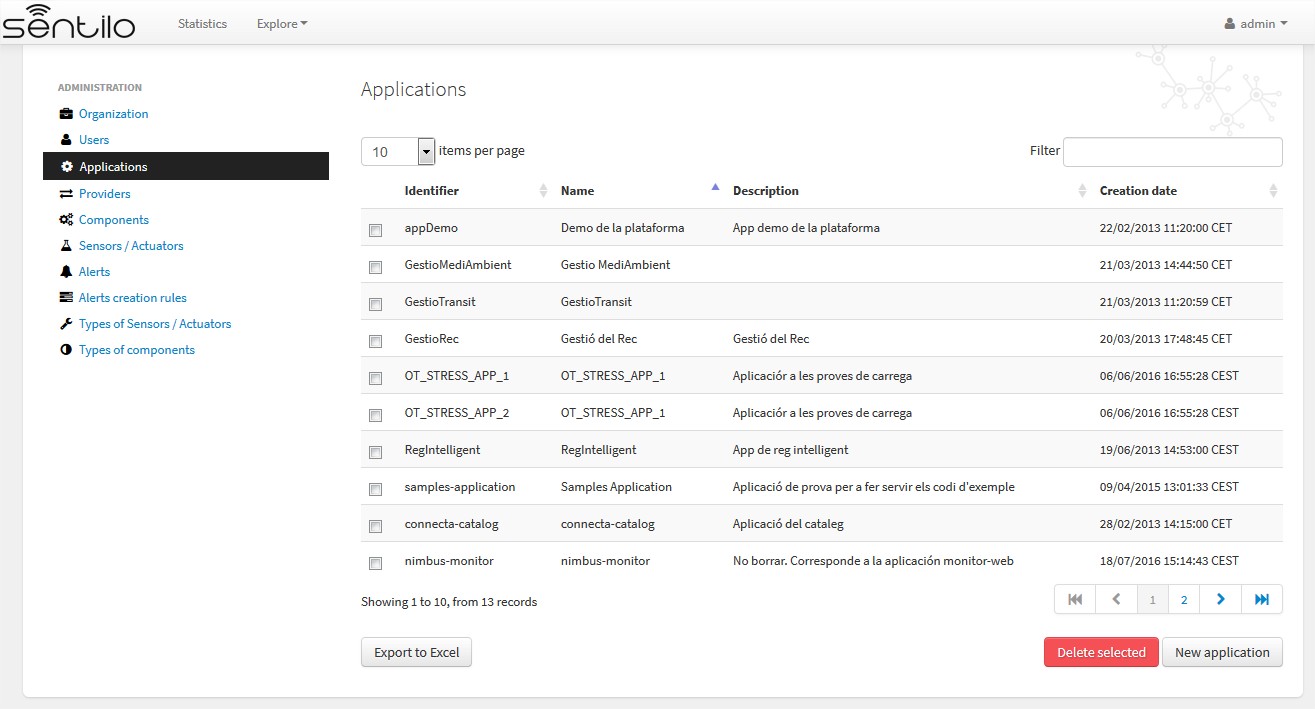 sentilo Statistics Explore admin
ADMINISTRATION
Organization
Users
Applications
Providers
Components
Sensors / Actuators
Alerts
Alerts creation rules
Types of Sensors / Actuators
Types of components
Applications
10 items per page Filter
Identifier Name Description Creation date
appDemo Demo de la plataforma App demo de la plataforma 22/02/2013 11:20:00 CET
GestioMediAmbient Gestio MediAmbient 21/03/2013 14:44:50 CET
GestioTransit GestioTransit 21/03/2013 11:20:59 CET
GestioRec Gestió del Rec Gestió del Rec 20/03/2013 17:48:45 CET
OT_STRESS_APP_1 OT_STRESS_APP_1 Aplicaciór a les proves de carrega 06/06/2016 16:55:28 CEST
OT_STRESS_APP_2 OT_STRESS_APP_1 Aplicaciór a les proves de carrega 06/06/2016 16:55:28 CEST
RegIntelligent RegIntelligent App de reg intelligent 19/06/2013 14:53:00 CEST
samples-application Samples Application Aplicació de prova per a fer servir els codi d'exemple 09/04/2015 13:01:33 CEST
connecta-catalog connecta-catalog Aplicació del cataleg 28/02/2013 14:15:00 CET
nimbus-monitor nimbus-monitor No borrar. Corresponde a la aplicación monitor-web 18/07/2016 15:14:43 CEST
Showing 1 to 10, from 13 records 1 2
Export to Excel Delete selected New application